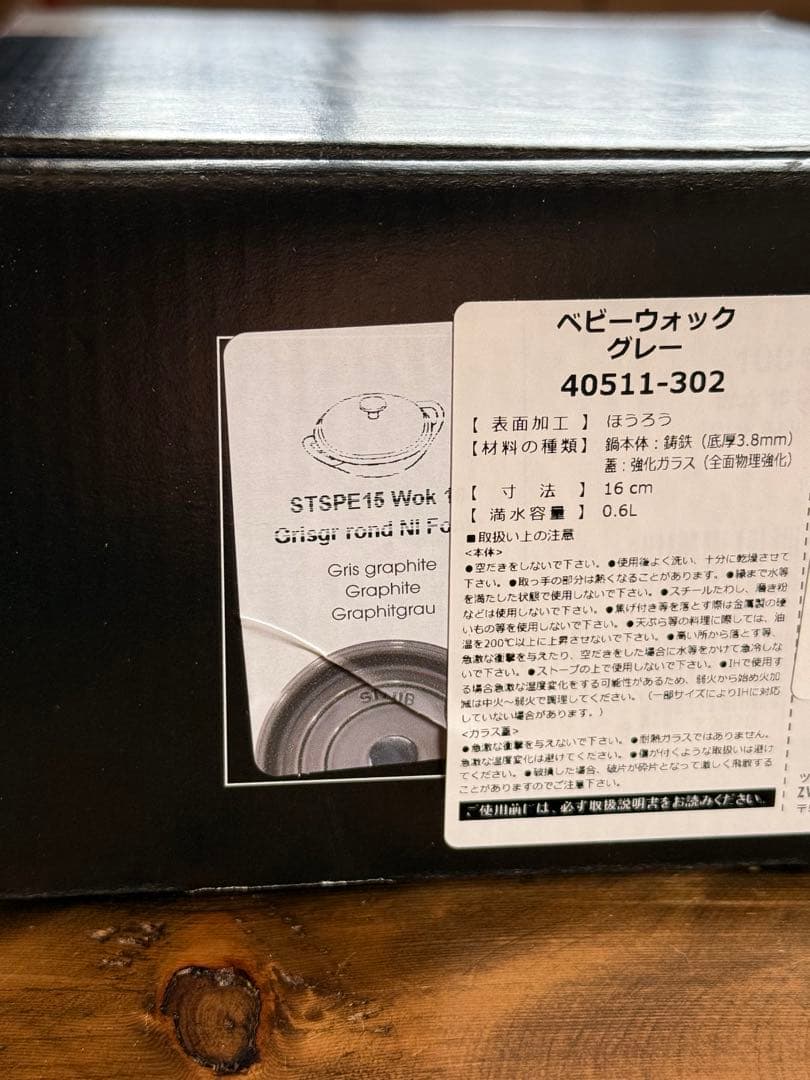 STSPE15 Wok 1
Grisgr rond NI Fo
Gris graphite
Graphite
Graphitgrau
STAUB
ベビーウォック
グレー
40511-302
【 表面加工 】 ほうろう
【材料の種類】 鍋本体：鋳鉄（底厚3.8mm）
蓋：強化ガラス（全面物理強化）
【 寸 法 】 16 cm
【 満水容量 】 0.6L
■取扱い上の注意
<本体>
●空だきをしないで下さい。●使用後よく洗い、十分に乾燥させて
下さい。●取っ手の部分は熱くなることがあります。●縁まで水等
を満たした状態で使用しないで下さい。●スチールたわし、磨き粉
などは使用しないで下さい。●焦げ付き等を落とす際は金属製の硬
いもの等を使用しないで下さい。●天ぷら等の料理に際しては、油
温を200℃以上に上昇させないで下さい。●高い所から落とす等、
急激な衝撃を与えたり、空だきをした場合に水等をかけて急冷しな
いで下さい。●ストーブの上で使用しないで下さい。●IHで使用す
る場合急激な温度変化をする可能性があるため、弱火から始め火加
減は中火～弱火で調理してください。（一部サイズによりIHに対応
していない場合があります。）
<ガラス蓋>
●急激な衝撃を与えないで下さい。●耐熱ガラスではありません。
急激な温度変化は避けてください。●傷が付くような取扱いは避け
てください。●破損した場合、破片が砕片となって激しく飛散する
ことがありますのでご注意下さい。
ご使用前には、必ず取扱説明書をお読みください。
ツ
ZW